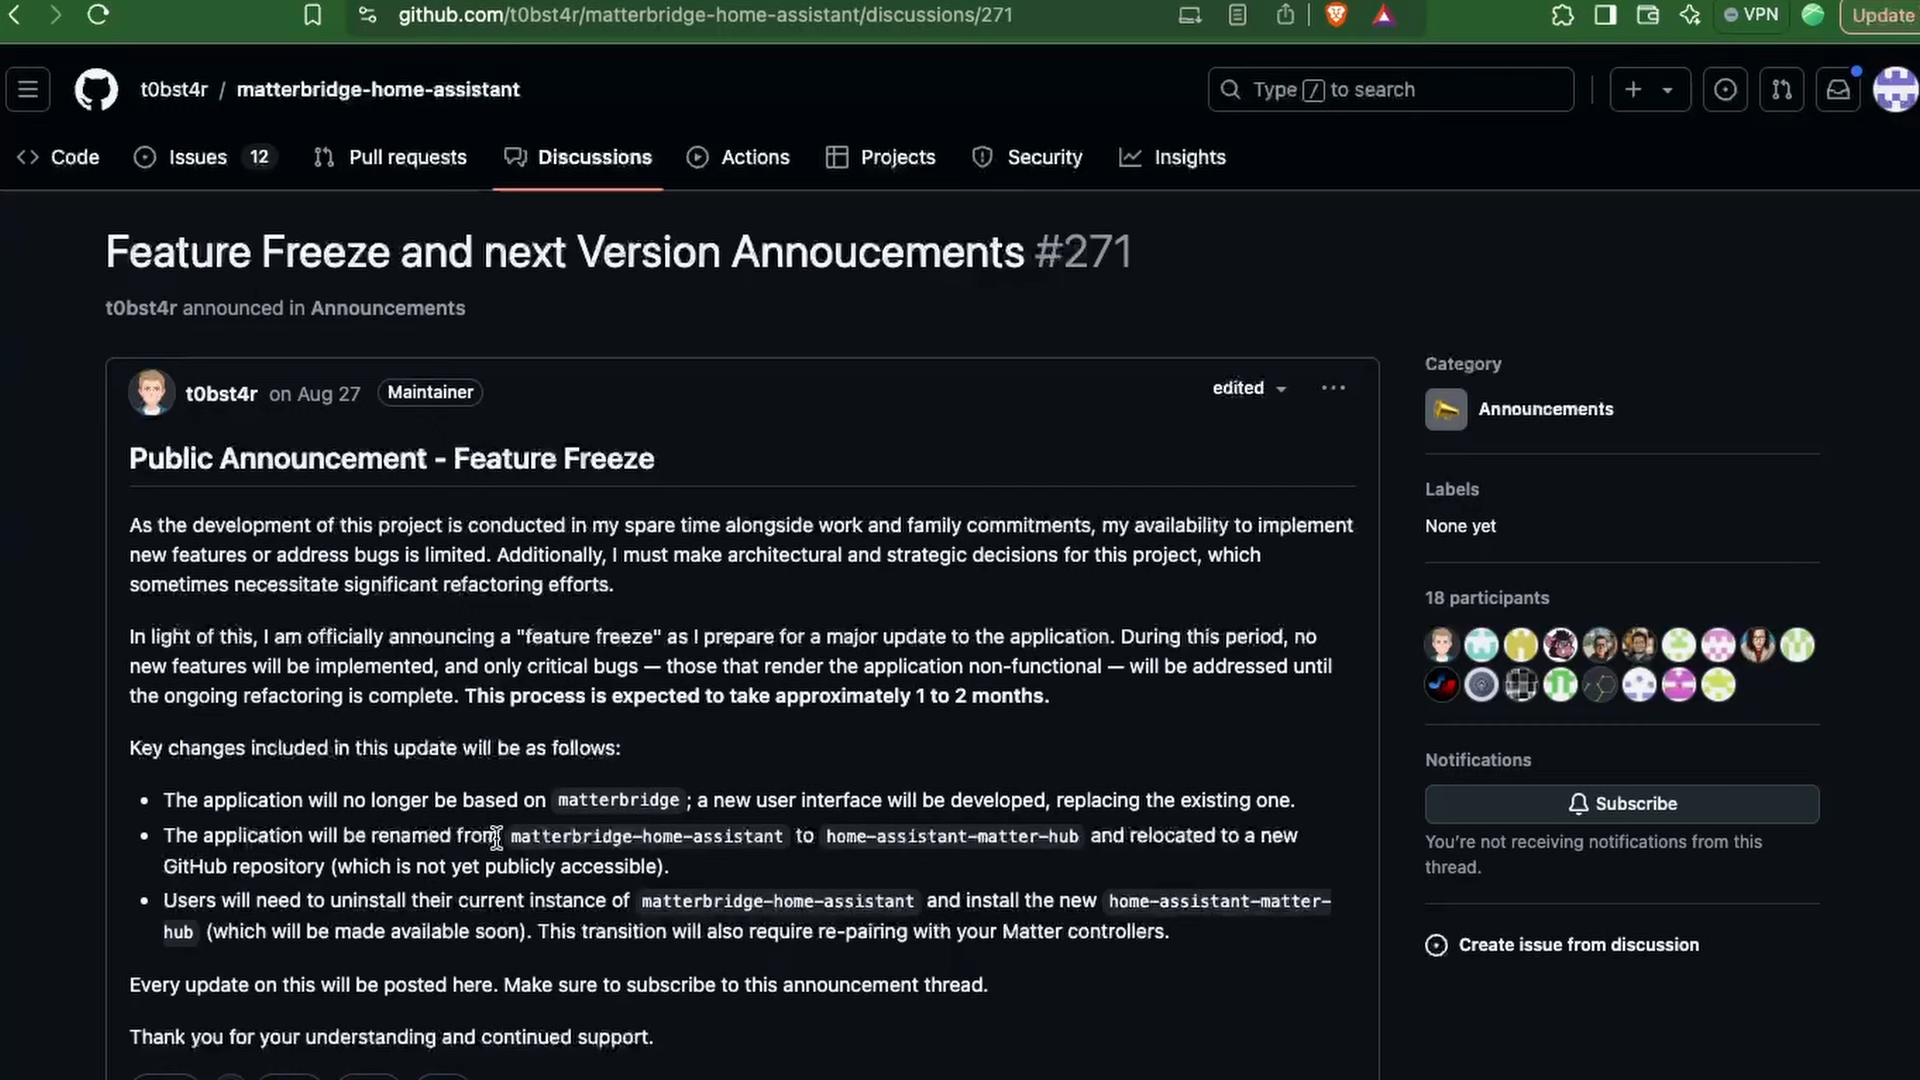 github.com/t0bst4r/matterbridge-home-assistant/discussions/271
VPN
Update
t0bst4r / matterbridge-home-assistant
Type / to search
Code
Issues 12
Pull requests
Discussions
Actions
Projects
Security
Insights
Feature Freeze and next Version Annoucements #271
t0bst4r announced in Announcements
t0bst4r on Aug 27 Maintainer
edited
Public Announcement - Feature Freeze
As the development of this project is conducted in my spare time alongside work and family commitments, my availability to implement
new features or address bugs is limited. Additionally, I must make architectural and strategic decisions for this project, which
sometimes necessitate significant refactoring efforts.
In light of this, I am officially announcing a "feature freeze" as I prepare for a major update to the application. During this period, no
new features will be implemented, and only critical bugs — those that render the application non-functional — will be addressed until
the ongoing refactoring is complete. This process is expected to take approximately 1 to 2 months.
Key changes included in this update will be as follows:
• The application will no longer be based on matterbridge ; a new user interface will be developed, replacing the existing one.
• The application will be renamed from matterbridge-home-assistant to home-assistant-matter-hub and relocated to a new
GitHub repository (which is not yet publicly accessible).
• Users will need to uninstall their current instance of matterbridge-home-assistant and install the new home-assistant-matter-
hub (which will be made available soon). This transition will also require re-pairing with your Matter controllers.
Every update on this will be posted here. Make sure to subscribe to this announcement thread.
Thank you for your understanding and continued support.
Category
Announcements
Labels
None yet
18 participants
Notifications
Subscribe
You're not receiving notifications from this
thread.
Create issue from discussion